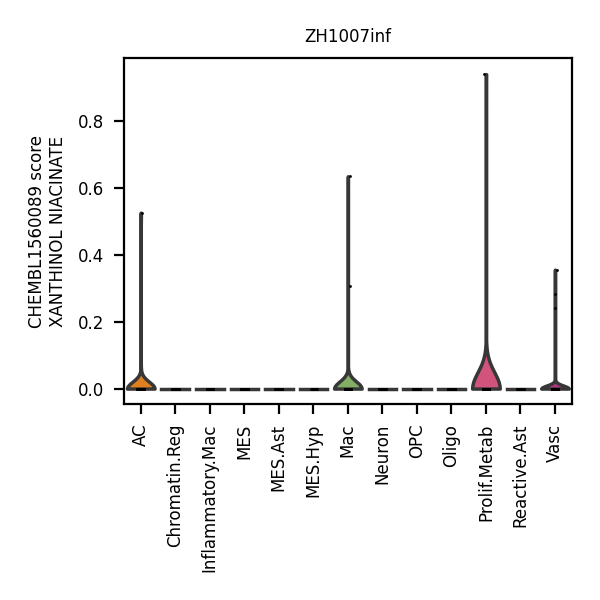 ZH1007inf
CHEMBL1560089 score
XANTHINOL NIACINATE
0.8
0.6
0.4
0.2
0.0
AC
Chromatin.Reg
Inflammatory.Mac
MES
MES.Ast
MES.Hyp
Mac
Neuron
OPC
Oligo
Prolif.Metab
Reactive.Ast
Vasc